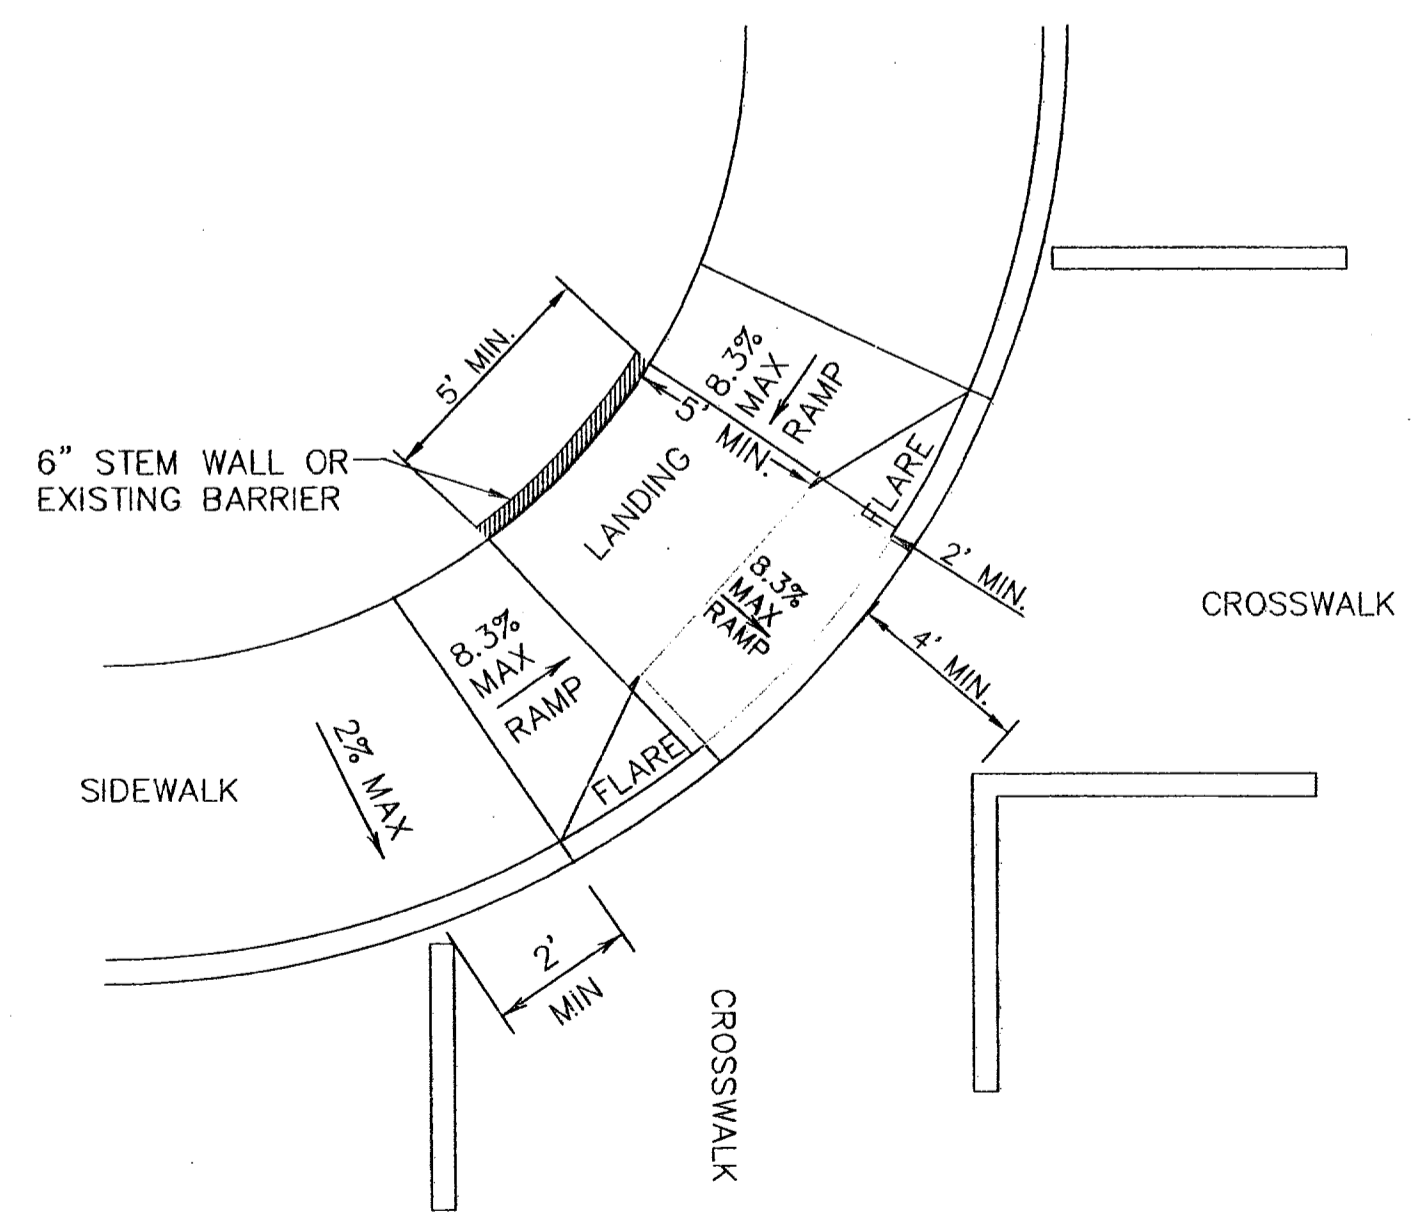 5' MIN.
6" STEM WALL OR
EXISTING BARRIER
8.3%
MAX
RAMP
5'
MIN.
LANDING
FLARE
2' MIN.
8.3%
MAX
RAMP
CROSSWALK
4' MIN.
8.3%
MAX
RAMP
FLARE
2% MAX
SIDEWALK
2'
MIN
CROSSWALK